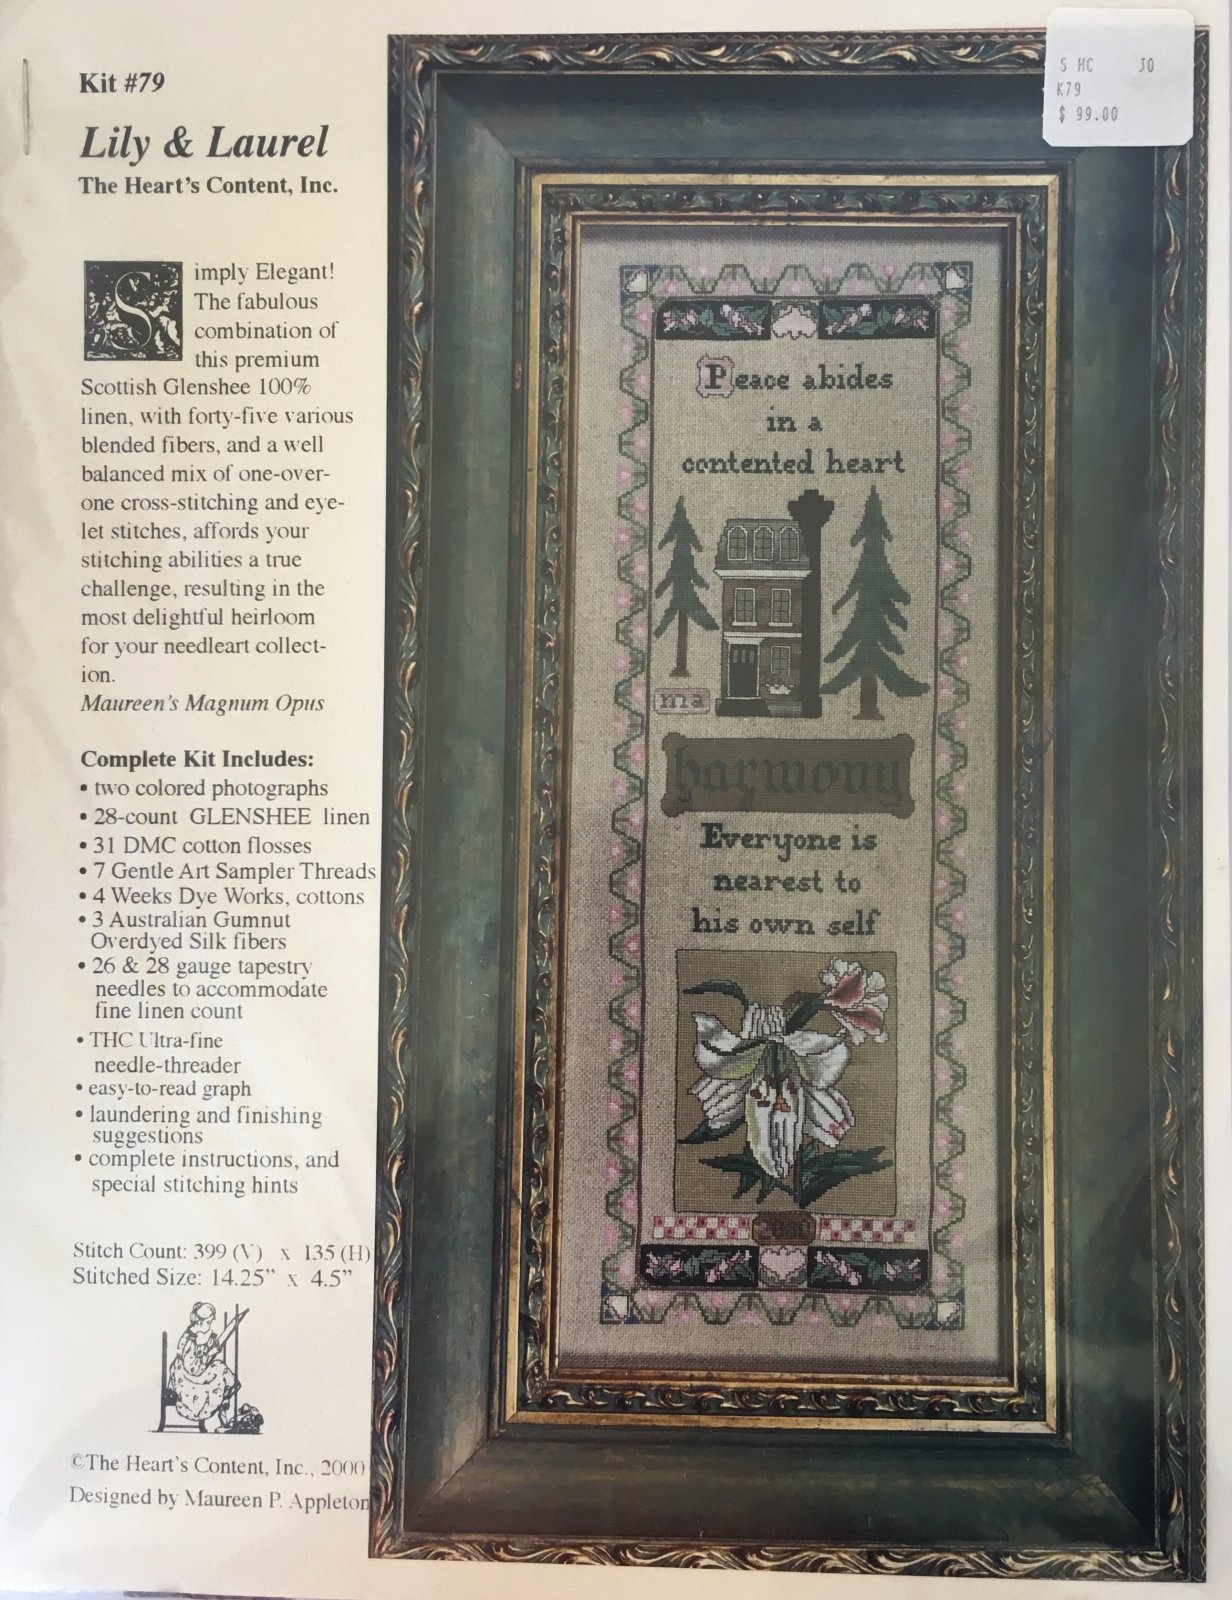 Kit #79
Lily & Laurel
The Heart's Content, Inc.
Simply Elegant!
The fabulous
combination of
this premium
Scottish Glenshee 100%
linen, with forty-five various
blended fibers, and a well
balanced mix of one-over-
one cross-stitching and eye-
let stitches, affords your
stitching abilities a true
challenge, resulting in the
most delightful heirloom
for your needleart collect-
ion.
Maureen's Magnum Opus
Complete Kit Includes:
• two colored photographs
• 28-count GLENSHEE linen
• 31 DMC cotton flosses
• 7 Gentle Art Sampler Threads
• 4 Weeks Dye Works, cottons
• 3 Australian Gumnut
Overdyed Silk fibers
• 26 & 28 gauge tapestry
needles to accommodate
fine linen count
• THC Ultra-fine
needle-threader
• easy-to-read graph
• laundering and finishing
suggestions
• complete instructions, and
special stitching hints
Stitch Count: 399 (V) x 135 (H)
Stitched Size: 14.25” x 4.5”
©The Heart's Content, Inc., 2000
Designed by Maureen P. Appleton
S HC J0
K79
$ 99.00
Peace abides
in a
contented heart
ma
harmony
Everyone is
nearest to
his own self